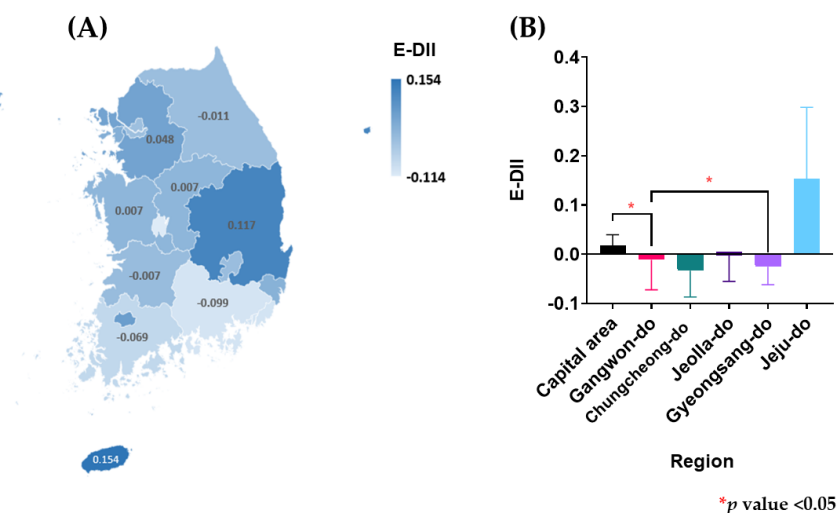 (A)
E-DII
0.154
-0.114
-0.011
0.048
0.007
0.007
0.117
-0.007
-0.099
-0.069
0.154
(B)
E-DII
0.4
0.3
0.2
0.1
0.0
-0.1
*
*
Capital area
Gangwon-do
Chungcheong-do
Jeolla-do
Gyeongsang-do
Jeju-do
Region
*p value <0.05